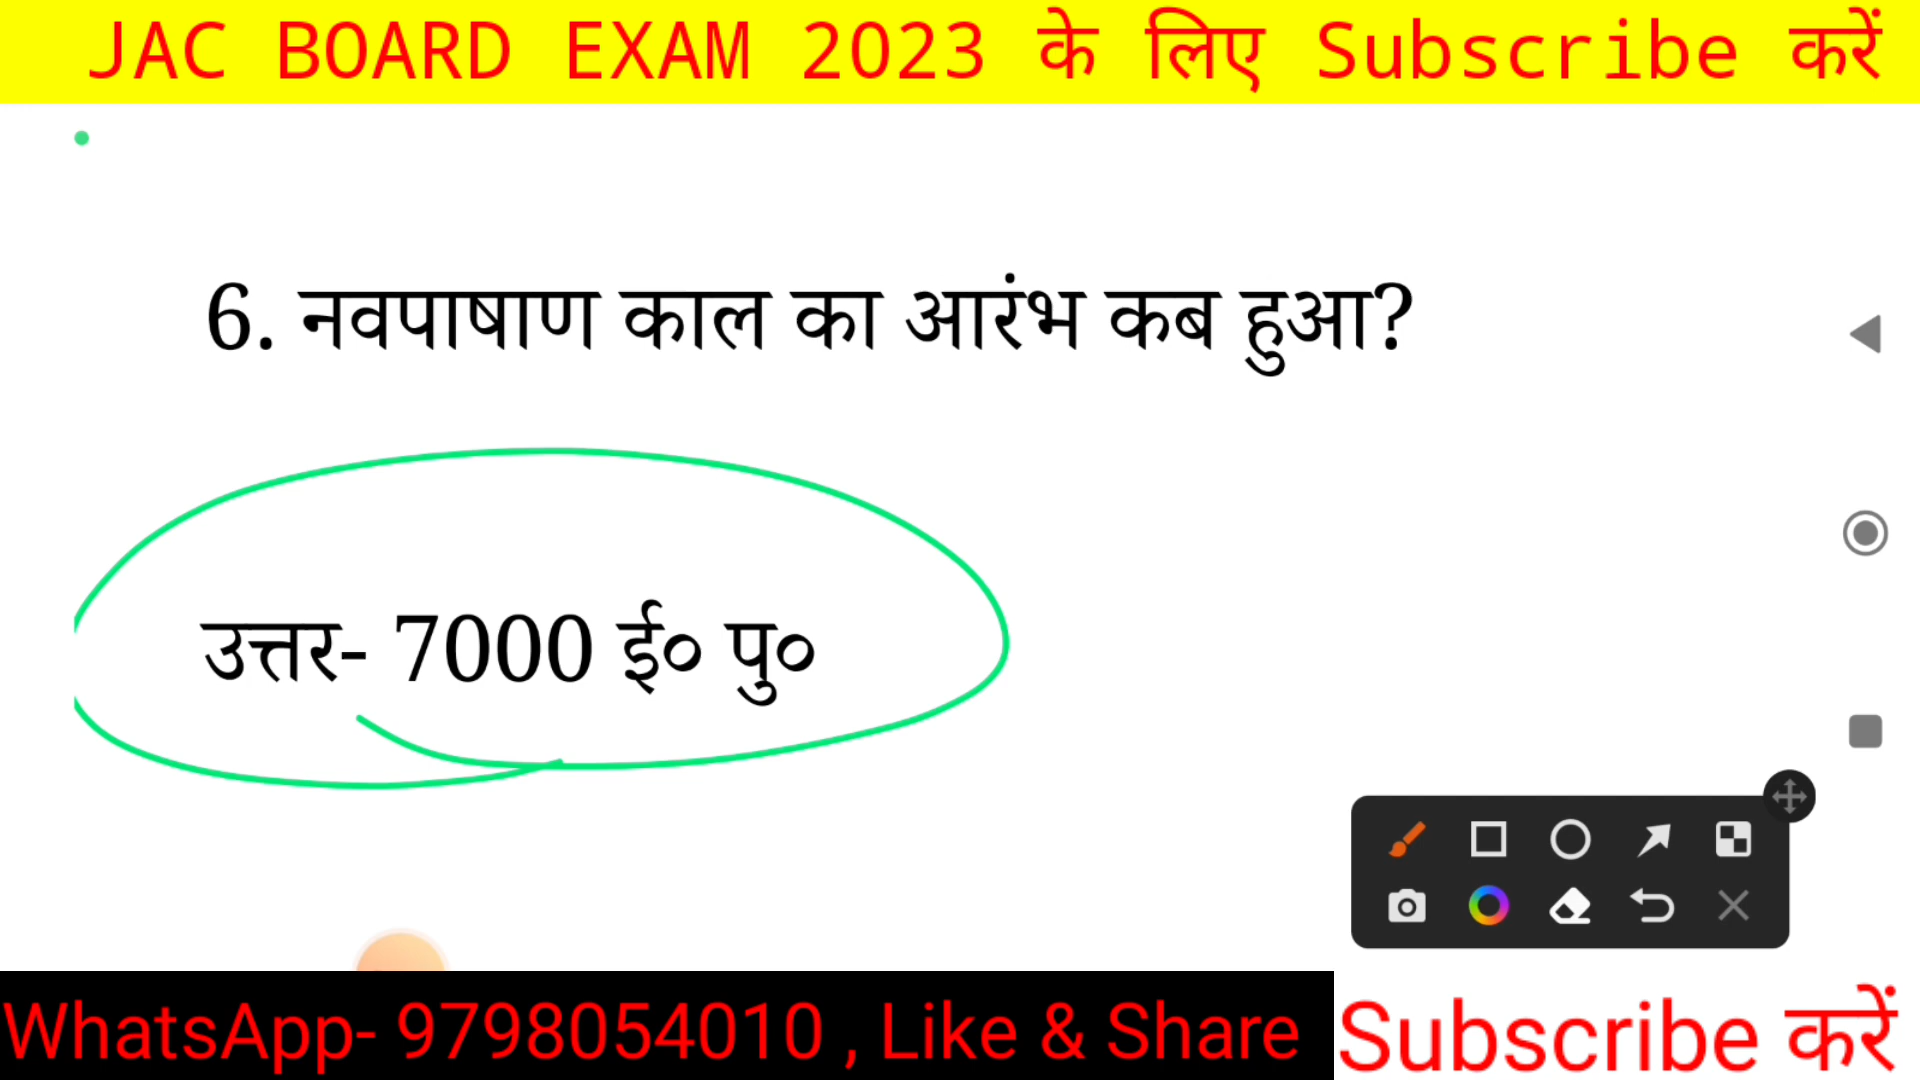 JAC BOARD EXAM 2023 के लिए Subscribe करें
6. नवपाषाण काल का आरंभ कब हुआ?
उत्तर- 7000 ई० पु०
WhatsApp- 9798054010 , Like & Share Subscribe करें